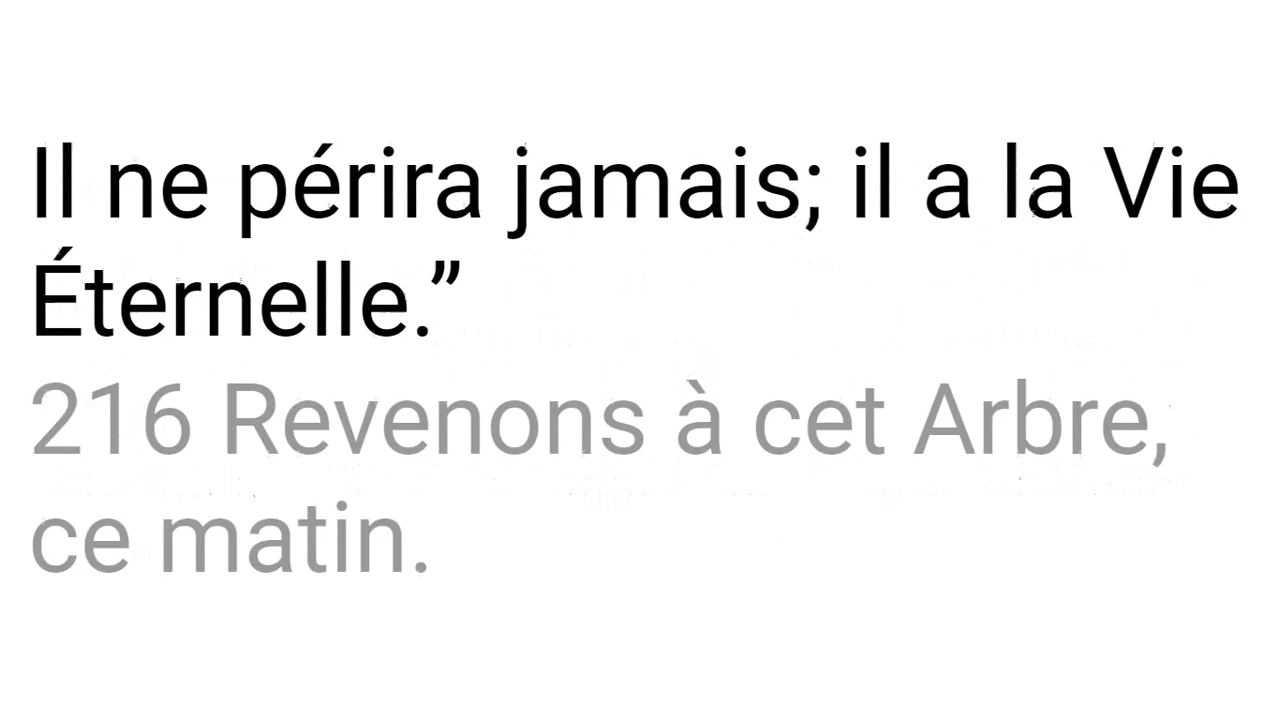 Il ne périra jamais; il a la Vie
Éternelle.”
216 Revenons à cet Arbre,
ce matin.